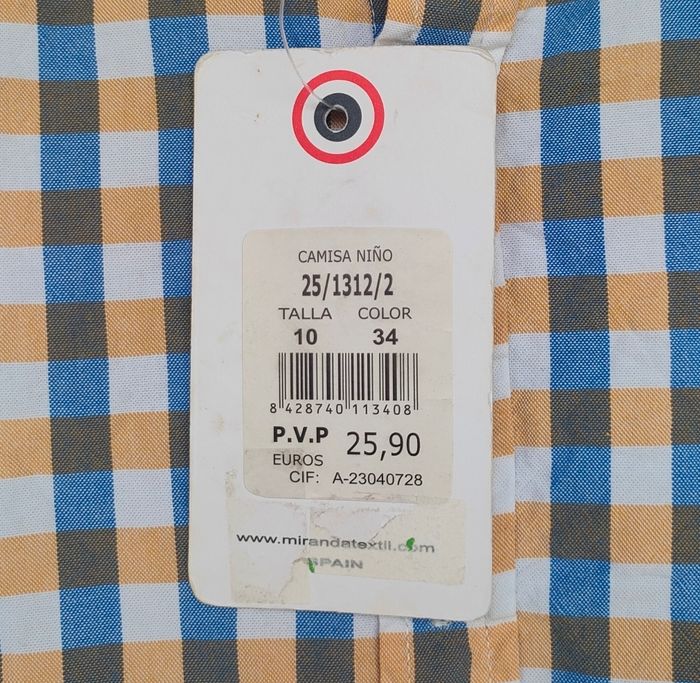 CAMISA NIÑO
25/1312/2
TALLA COLOR
10 34
8 428740 113408
P.V.P 25,90
EUROS
CIF: A-23040728
www.mirandatextil.com
SPAIN